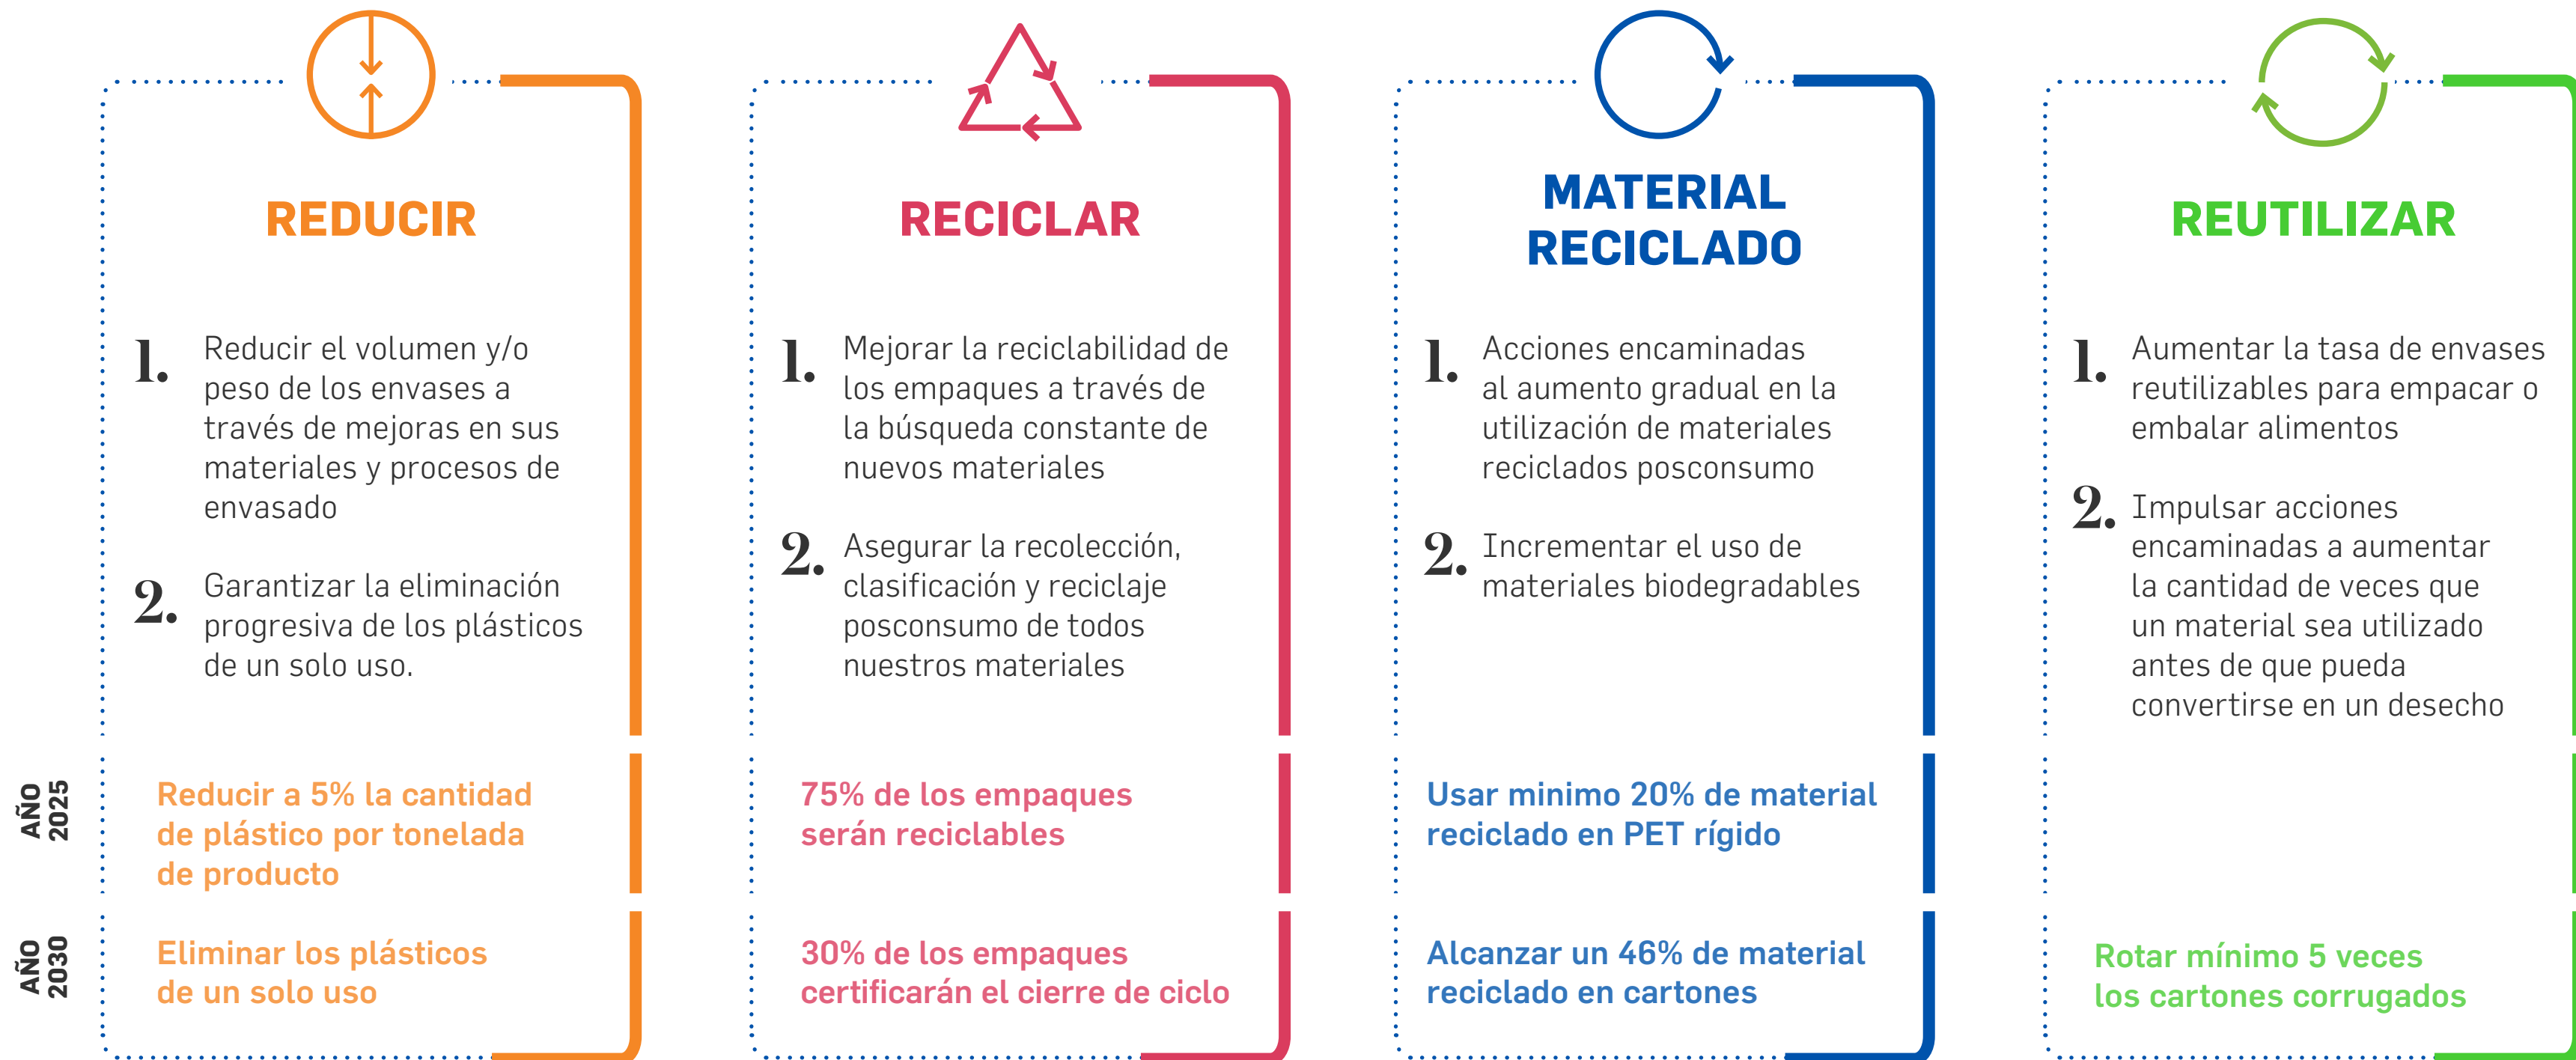 REDUCIR
1.
Reducir el volumen y/o
peso de los envases a
través de mejoras en sus
materiales y procesos de
envasado
2.
Garantizar la eliminación
progresiva de los plásticos
de un solo uso.
RECICLAR
1.
Mejorar la reciclabilidad de
los empaques a través de
la búsqueda constante de
nuevos materiales
2.
Asegurar la recolección,
clasificación y reciclaje
posconsumo de todos
nuestros materiales
MATERIAL
RECICLADO
1.
Acciones encaminadas
al aumento gradual en la
utilización de materiales
reciclados posconsumo
2.
Incrementar el uso de
materiales biodegradables
REUTILIZAR
1.
Aumentar la tasa de envases
reutilizables para empacar o
embalar alimentos
2.
Impulsar acciones
encaminadas a aumentar
la cantidad de veces que
un material sea utilizado
antes de que pueda
convertirse en un desecho
AÑO
2025
Reducir a 5% la cantidad
de plástico por tonelada
de producto
75% de los empaques
serán reciclables
Usar minimo 20% de material
reciclado en PET rígido
AÑO
2030
Eliminar los plásticos
de un solo uso
30% de los empaques
certificarán el cierre de ciclo
Alcanzar un 46% de material
reciclado en cartones
Rotar mínimo 5 veces
los cartones corrugados